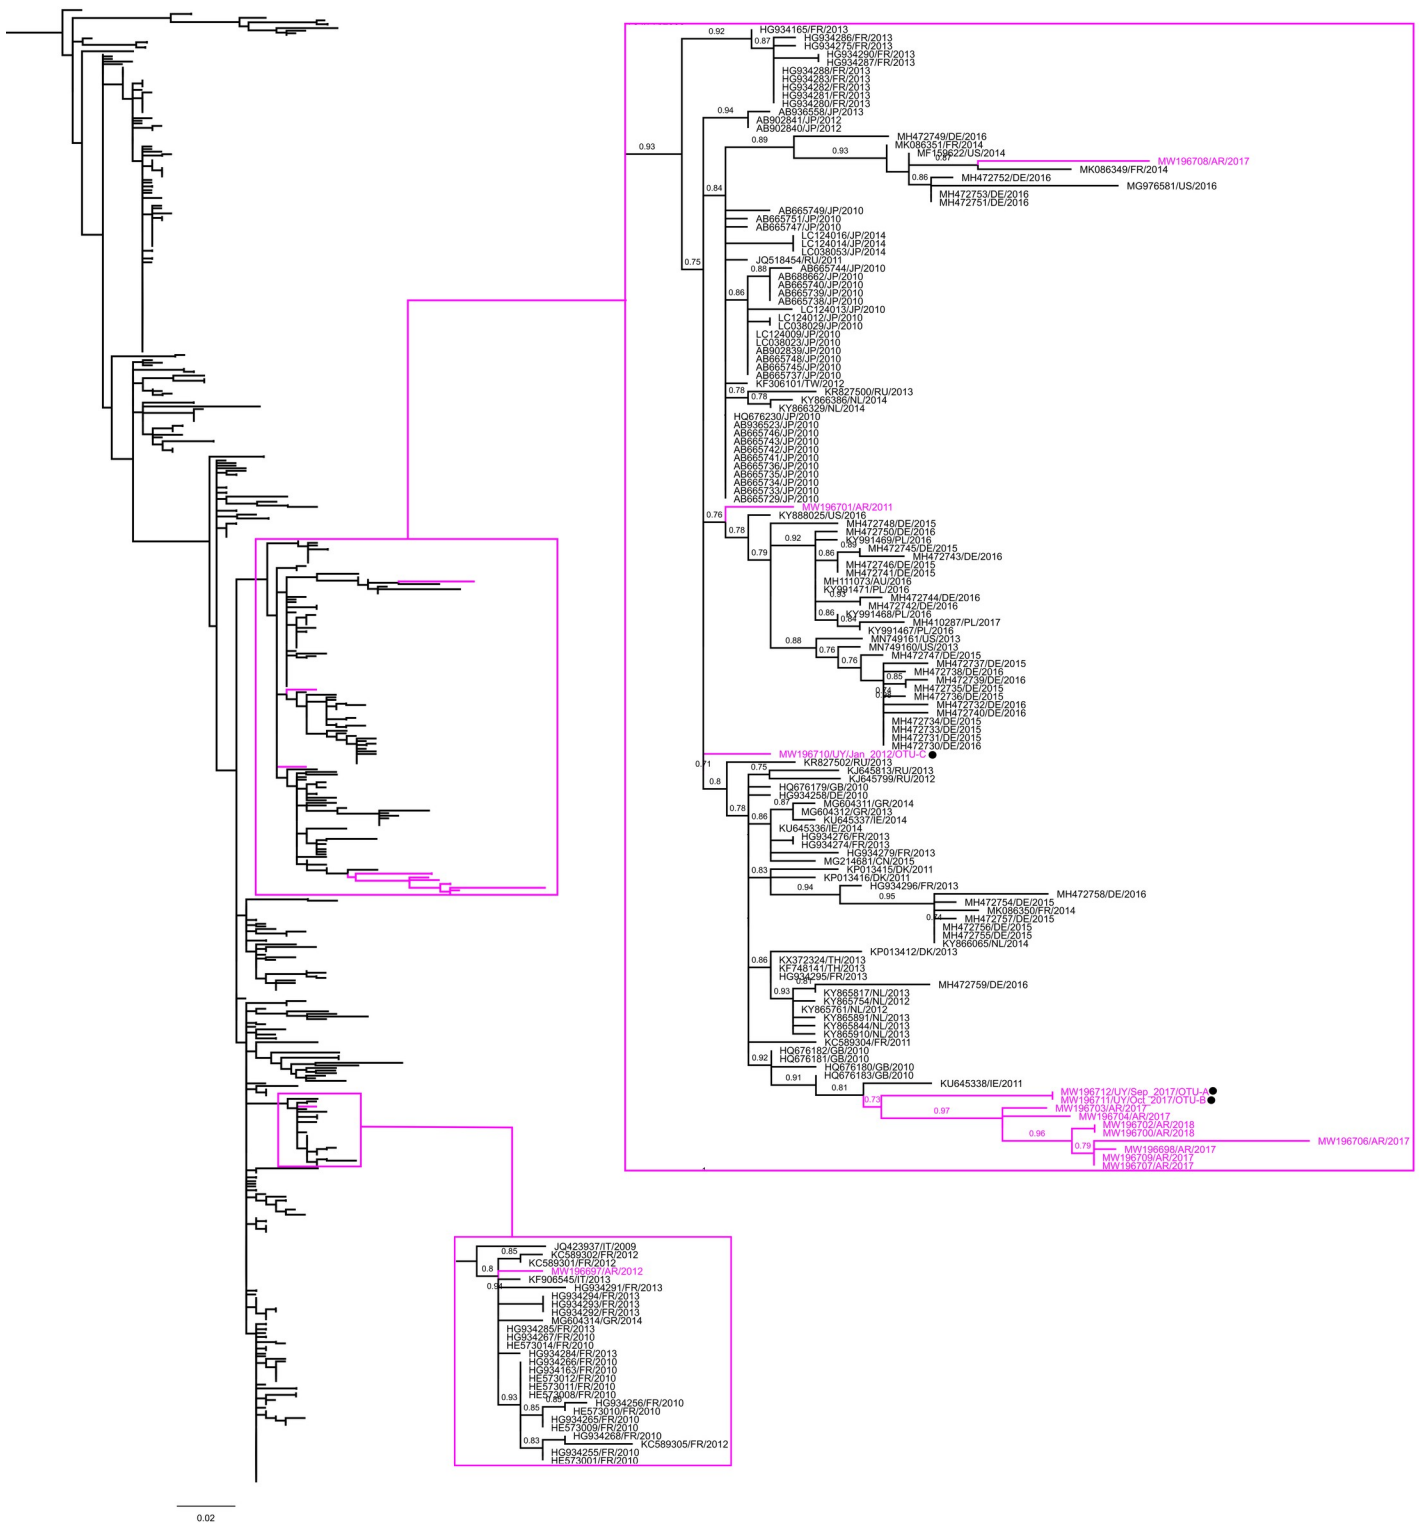 0.92
HG934165/FR/2013
0.87
HG934286/FR/2013
HG934275/FR/2013
HG934290/FR/2013
HG934287/FR/2013
HG934288/FR/2013
HG934283/FR/2013
HG934282/FR/2013
HG934281/FR/2013
HG934280/FR/2013
0.94
AB936558/JP/2013
AB902841/JP/2012
AB902840/JP/2012
0.93
0.89
MH472749/DE/2016
0.93
MK086351/FR/2014
MF159622/US/2014
0.87
MW196708/AR/2017
MK086349/FR/2014
0.86
MH472752/DE/2016
MG976581/US/2016
0.84
MH472753/DE/2016
MH472751/DE/2016
AB665749/JP/2010
AB665751/JP/2010
AB665747/JP/2010
LC124016/JP/2014
LC124014/JP/2014
LC038053/JP/2014
0.75
JQ518454/RU/2011
0.88
AB665744/JP/2010
AB688662/JP/2010
AB665740/JP/2010
0.86
AB665739/JP/2010
AB665738/JP/2010
LC124013/JP/2010
LC124012/JP/2010
LC038029/JP/2010
LC124009/JP/2010
LC038023/JP/2010
AB902839/JP/2010
AB665748/JP/2010
AB665745/JP/2010
AB665737/JP/2010
KF306101/TW/2012
0.78
KR827500/RU/2013
0.78
KY866386/NL/2014
KY866329/NL/2014
HQ676230/JP/2010
AB936523/JP/2010
AB665746/JP/2010
AB665743/JP/2010
AB665742/JP/2010
AB665741/JP/2010
AB665736/JP/2010
AB665735/JP/2010
AB665734/JP/2010
AB665733/JP/2010
AB665729/JP/2010
MW196701/AR/2011
0.76
KY888025/US/2016
0.78
MH472748/DE/2015
MH472750/DE/2016
0.92
KY991469/PL/2016
0.89
MH472745/DE/2015
0.79
0.86
MH472743/DE/2016
MH472746/DE/2015
MH472741/DE/2015
MH111073/AU/2016
KY991471/PL/2016
0.93
MH472744/DE/2016
MH472742/DE/2016
0.86
KY991468/PL/2016
0.84
MH410287/PL/2017
KY991467/PL/2016
0.88
MN749161/US/2013
0.76
MN749160/US/2013
0.76
MH472747/DE/2015
MH472737/DE/2015
MH472738/DE/2016
0.85
MH472739/DE/2016
MH472735/DE/2015
MH472736/DE/2015
MH472732/DE/2016
MH472740/DE/2016
MH472734/DE/2015
MH472733/DE/2015
MH472731/DE/2015
MH472730/DE/2016
MW196710/UY/Jan_2012/OTU-C
0.71
KR827502/RU/2013
0.75
KJ645813/RU/2013
0.8
KJ645799/RU/2012
HQ676179/GB/2010
HG934258/DE/2010
0.87
MG604311/GR/2014
0.78
MG604312/GR/2013
0.86
KU645337/IE/2014
KU645336/IE/2014
HG934276/FR/2013
HG934274/FR/2013
HG934279/FR/2013
MG214681/CN/2015
0.83
KP013415/DK/2011
KP013416/DK/2011
0.94
HG934296/FR/2013
0.95
MH472758/DE/2016
MH472754/DE/2015
MK086350/FR/2014
0.74
MH472757/DE/2015
MH472756/DE/2015
MH472755/DE/2015
KY866065/NL/2014
KP013412/DK/2013
0.86
KX372324/TH/2013
KF748141/TH/2013
HG934295/FR/2013
0.81
MH472759/DE/2016
0.93
KY865817/NL/2013
KY865754/NL/2012
KY865761/NL/2012
KY865891/NL/2013
KY865844/NL/2013
KY865910/NL/2013
KC589304/FR/2011
0.92
HQ676182/GB/2010
HQ676181/GB/2010
HQ676180/GB/2010
0.91
HQ676183/GB/2010
0.81
KU645338/IE/2011
MW196712/UY/Sep_2017/OTU-A
0.73
MW196711/UY/Oct_2017/OTU-B
0.97
MW196703/AR/2017
MW196704/AR/2017
MW196702/AR/2018
0.96
MW196700/AR/2018
MW196706/AR/2017
0.79
MW196698/AR/2017
MW196709/AR/2017
MW196707/AR/2017
JQ423937/IT/2009
0.85
KC589302/FR/2012
KC589301/FR/2012
0.8
MW196697/AR/2012
KF906545/IT/2013
0.94
HG934291/FR/2013
HG934294/FR/2013
HG934293/FR/2013
HG934292/FR/2013
MG604314/GR/2014
HG934285/FR/2013
HG934267/FR/2010
HE573014/FR/2010
HG934284/FR/2013
HG934266/FR/2010
HG934163/FR/2010
HE573012/FR/2010
HE573011/FR/2010
HE573008/FR/2010
0.93
HG934256/FR/2010
0.85
HE573010/FR/2010
HG934265/FR/2010
HE573009/FR/2010
0.83
HG934268/FR/2010
KC589305/FR/2012
HG934255/FR/2010
HE573001/FR/2010
0.02